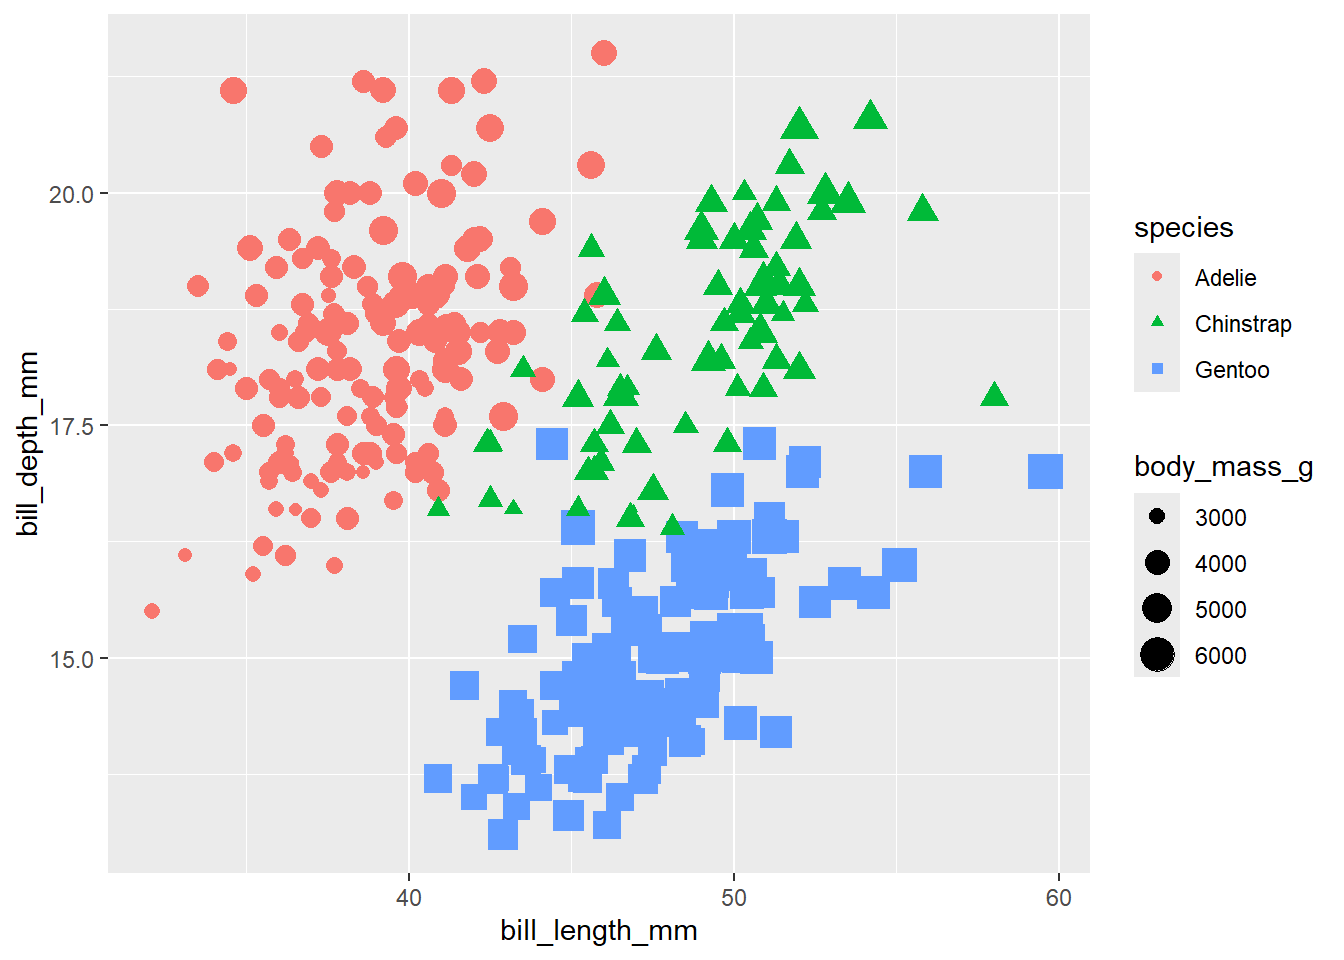 bill_depth_mm
20.0
17.5
15.0
40
50
60
bill_length_mm
species
Adelie
Chinstrap
Gentoo
body_mass_g
3000
4000
5000
6000